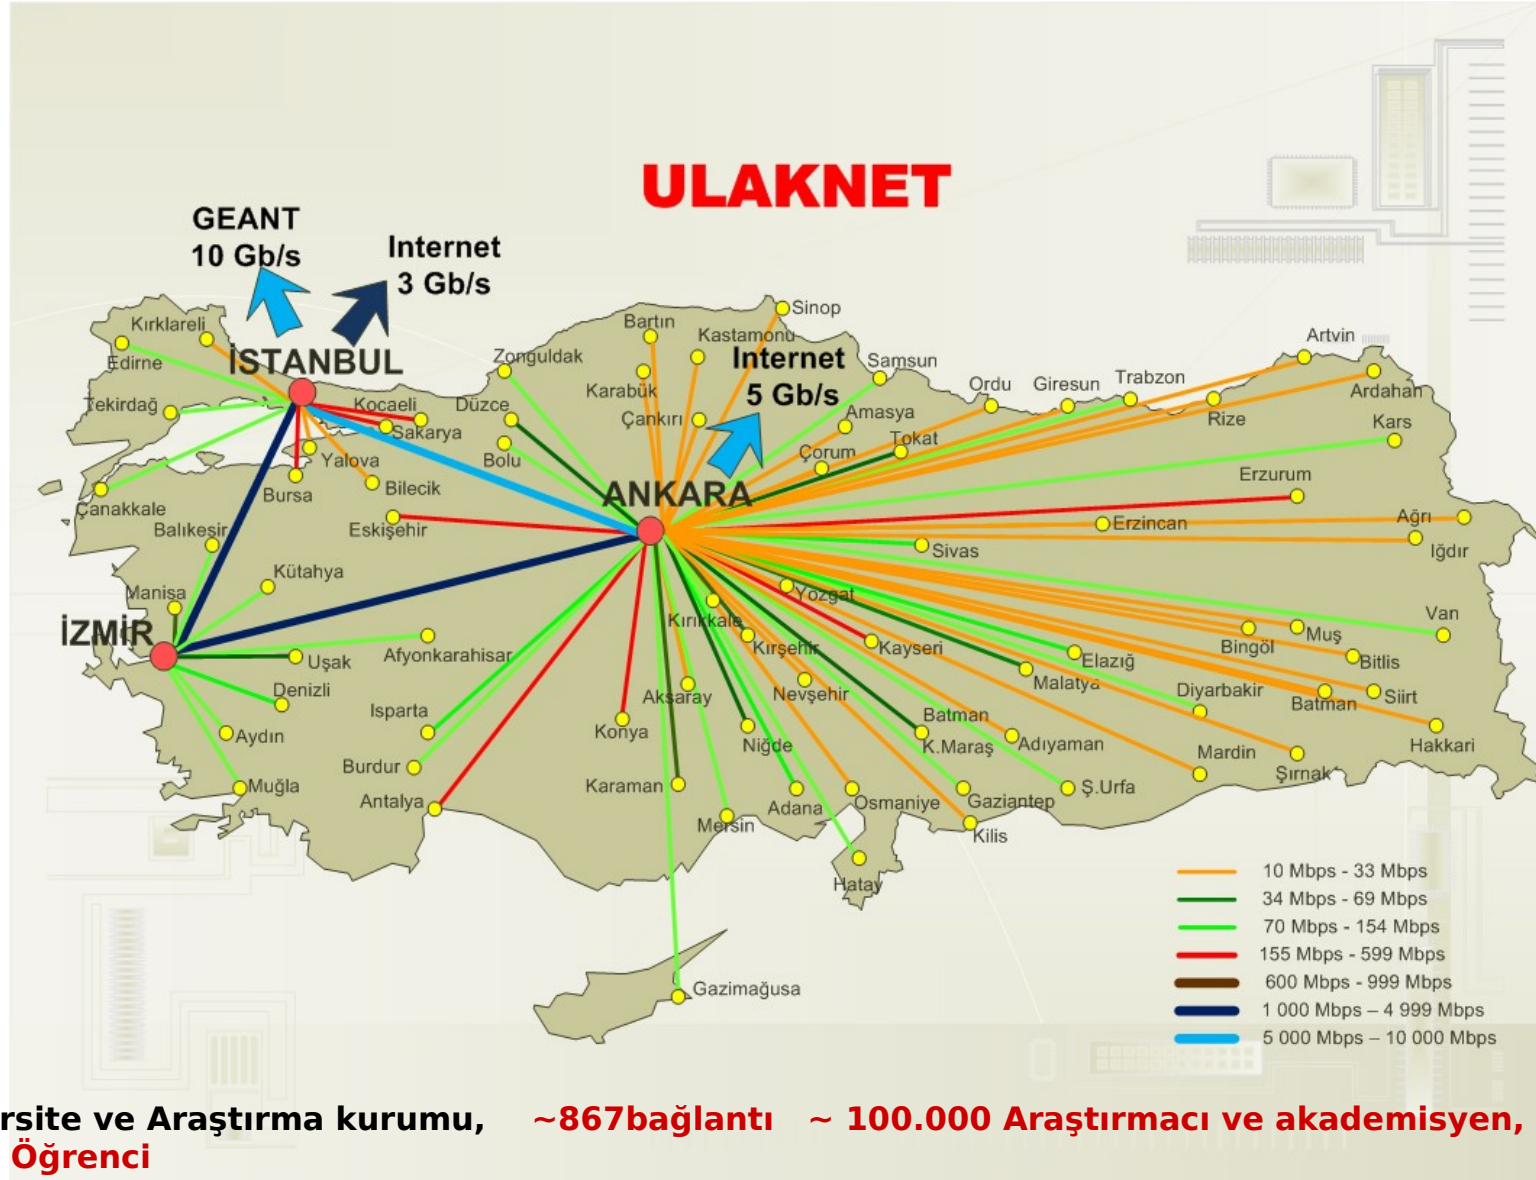 ULAKNET
GEANT
10 Gb/s
Internet
3 Gb/s
Internet
5 Gb/s
Kırklareli
Edirne
İSTANBUL
Tekirdağ
Kocaeli
Sakarya
Yalova
Bursa
Bilecik
Çanakkale
Balıkeşir
Eskişehir
Kütahya
Manisa
İZMİR
Uşak
Afyonkarahisar
Denizli
Aydın
Muğla
Isparta
Burdur
Antalya
Zonguldak
Düzce
Bolu
Bartın
Karabük
Kastamonu
Çankırı
Sinop
Samsun
Amasya
Çorum
Tokat
Ordu
Giresun
Trabzon
Rize
Artvin
Ardahan
Kars
Erzurum
Erzincan
Ağrı
Iğdır
ANKARA
Sivas
Yozgat
Kırıkkale
Kırşehir
Kayseri
Nevşehir
Aksaray
Konya
Niğde
Karaman
Mersin
Adana
Osmaniye
Hatay
Gaziantep
Kilis
Batman
K.Maraş
Adıyaman
Ş.Urfa
Malatya
Elazığ
Diyarbakir
Mardin
Şırnak
Batman
Siirt
Hakkari
Bitlis
Muş
Bingöl
Van
Gazimağusa
10 Mbps - 33 Mbps
34 Mbps - 69 Mbps
70 Mbps - 154 Mbps
155 Mbps - 599 Mbps
600 Mbps - 999 Mbps
1 000 Mbps – 4 999 Mbps
5 000 Mbps – 10 000 Mbps
rsite ve Araştırma kurumu, ~867bağlantı ~ 100.000 Araştırmacı ve akademisyen,
Öğrenci